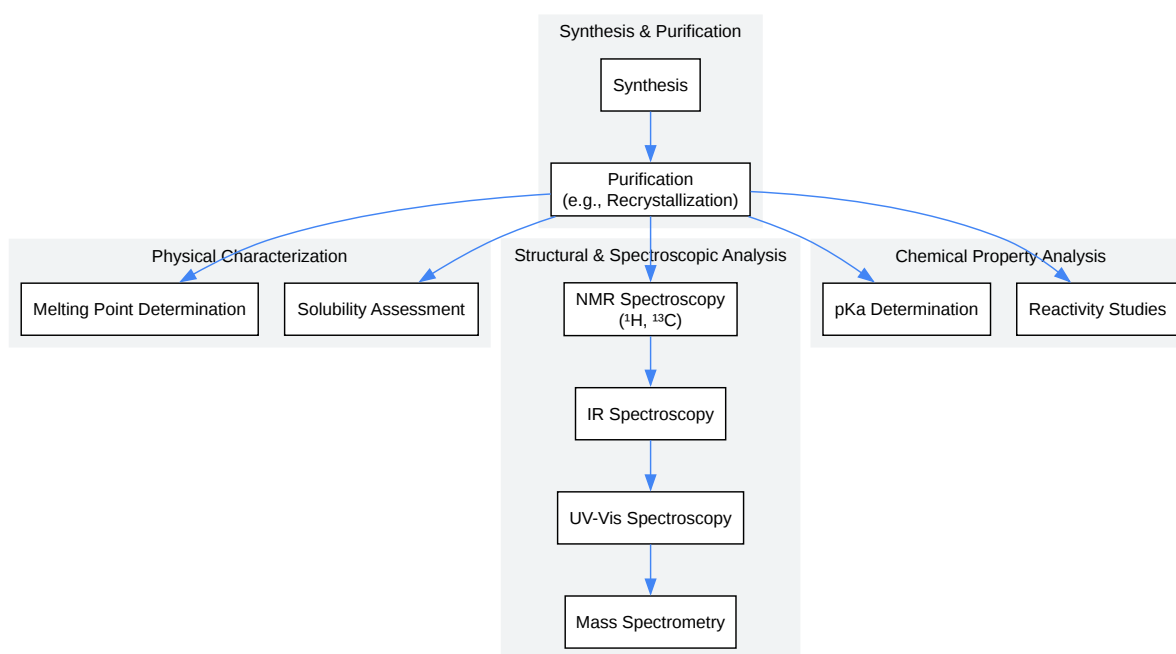 Synthesis & Purification
Synthesis
Purification
(e.g., Recrystallization)
Physical Characterization
Melting Point Determination
Solubility Assessment
Structural & Spectroscopic Analysis
NMR Spectroscopy
(¹H, ¹³C)
IR Spectroscopy
UV-Vis Spectroscopy
Mass Spectrometry
Chemical Property Analysis
pKa Determination
Reactivity Studies